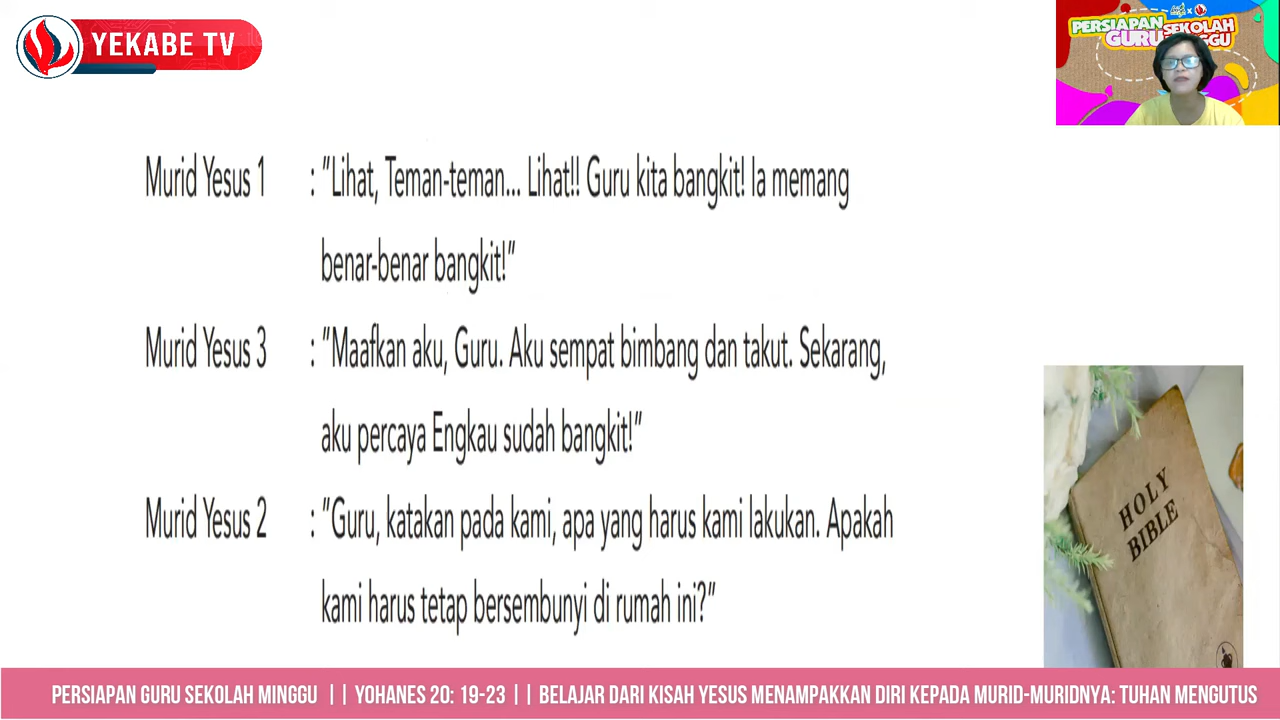 YEKABE TV
PERSIAPAN SEKOLAH
GURU MINGGU
Murid Yesus 1 : "Lihat, Teman-teman... Lihat!! Guru kita bangkit! Ia memang
benar-benar bangkit!"
Murid Yesus 3 : "Maafkan aku, Guru. Aku sempat bimbang dan takut. Sekarang,
aku percaya Engkau sudah bangkit!"
Murid Yesus 2 : "Guru, katakan pada kami, apa yang harus kami lakukan. Apakah
kami harus tetap bersembunyi di rumah ini?"
HOLY
BIBLE
PERSIAPAN GURU SEKOLAH MINGGU || YOHANES 20: 19-23 || BELAJAR DARI KISAH YESUS MENAMPAKKAN DIRI KEPADA MURID-MURIDNYA: TUHAN MENGUTUS